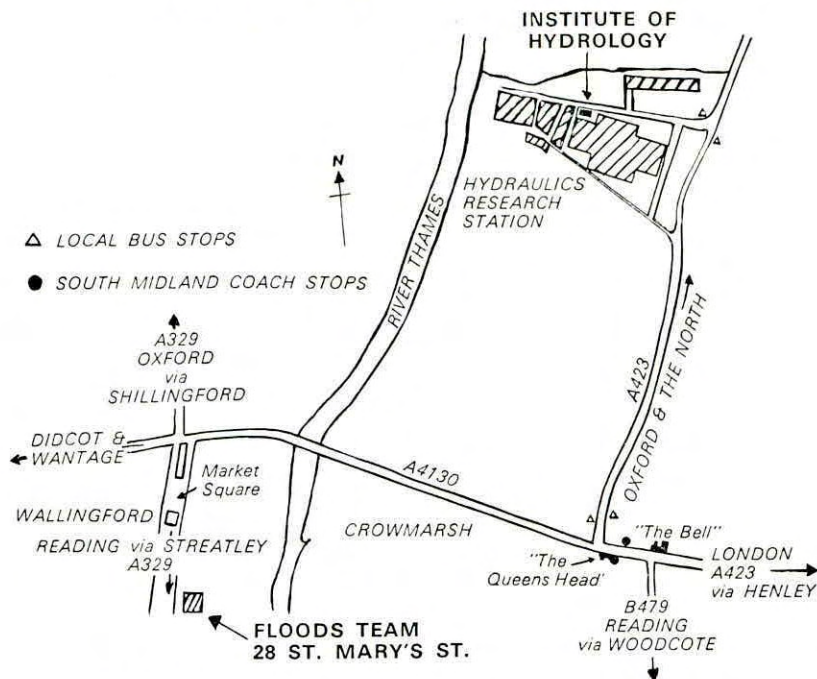 INSTITUTE OF
HYDROLOGY
N
HYDRAULICS
RESEARCH
STATION
RIVER THAMES
LOCAL BUS STOPS
SOUTH MIDLAND COACH STOPS
A329
OXFORD
via
SHILLINGFORD
A423
OXFORD & THE NORTH
DIDCOT &
WANTAGE
Market
Square
A4130
WALLINGFORD
CROWMARSH
READING via STREATLEY
A329
"The Bell"
"The
Queens Head'
LONDON
A423
via HENLEY
B479
READING
via WOODCOTE
FLOODS TEAM
28 ST. MARY'S ST.